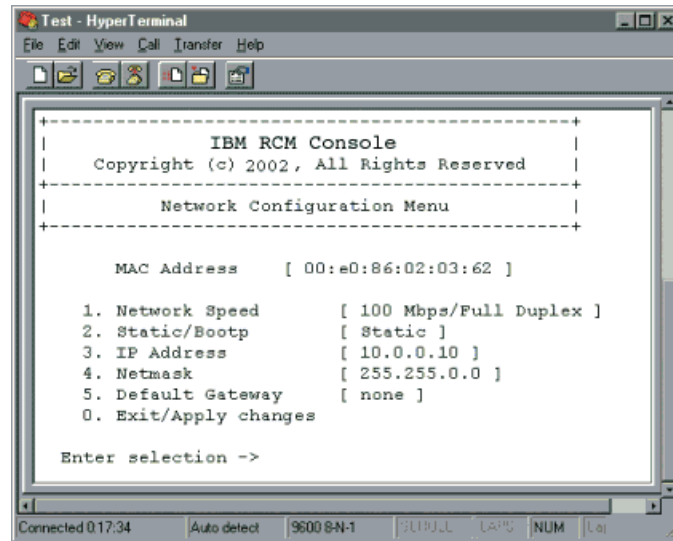 Test - HyperTerminal
File Edit View Call Transfer Help
+------------------------------------------------------+
| IBM RCM Console |
| Copyright (c) 2002, All Rights Reserved |
+------------------------------------------------------+
| Network Configuration Menu |
+------------------------------------------------------+
MAC Address [ 00:e0:86:02:03:62 ]
1. Network Speed [ 100 Mbps/Full Duplex ]
2. Static/Bootp [ Static ]
3. IP Address [ 10.0.0.10 ]
4. Netmask [ 255.255.0.0 ]
5. Default Gateway [ none ]
0. Exit/Apply changes
Enter selection ->
Connected 0:17:34 Auto detect 9600 8-N-1 SCROLL CAPS NUM